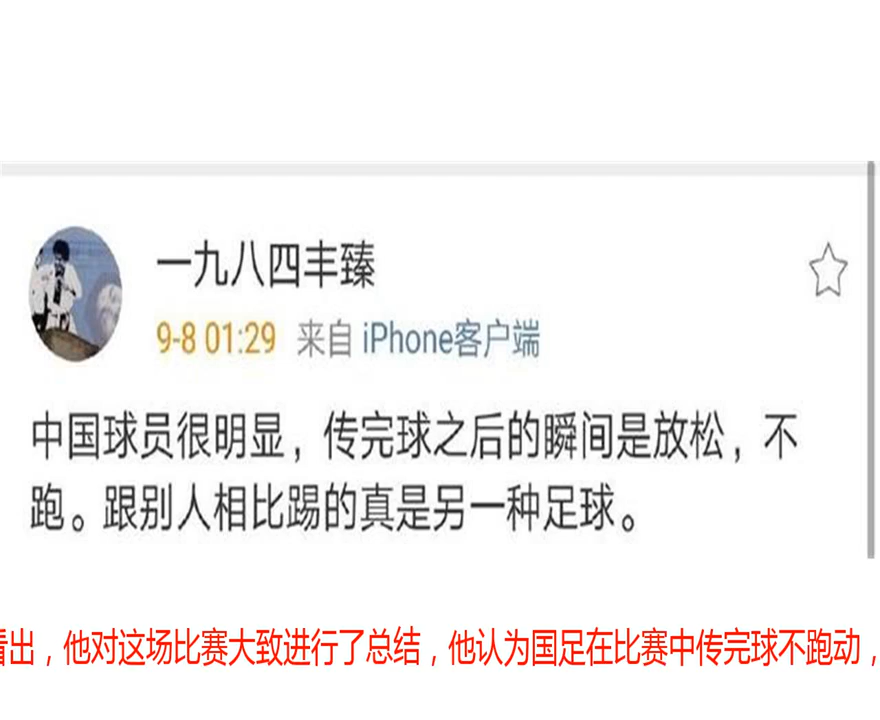 一九八四丰臻
9-8 01:29 来自 iPhone客户端
中国球员很明显，传完球之后的瞬间是放松，不
跑。跟别人相比踢的真是另一种足球。
看出，他对这场比赛大致进行了总结，他认为国足在比赛中传完球不跑动，